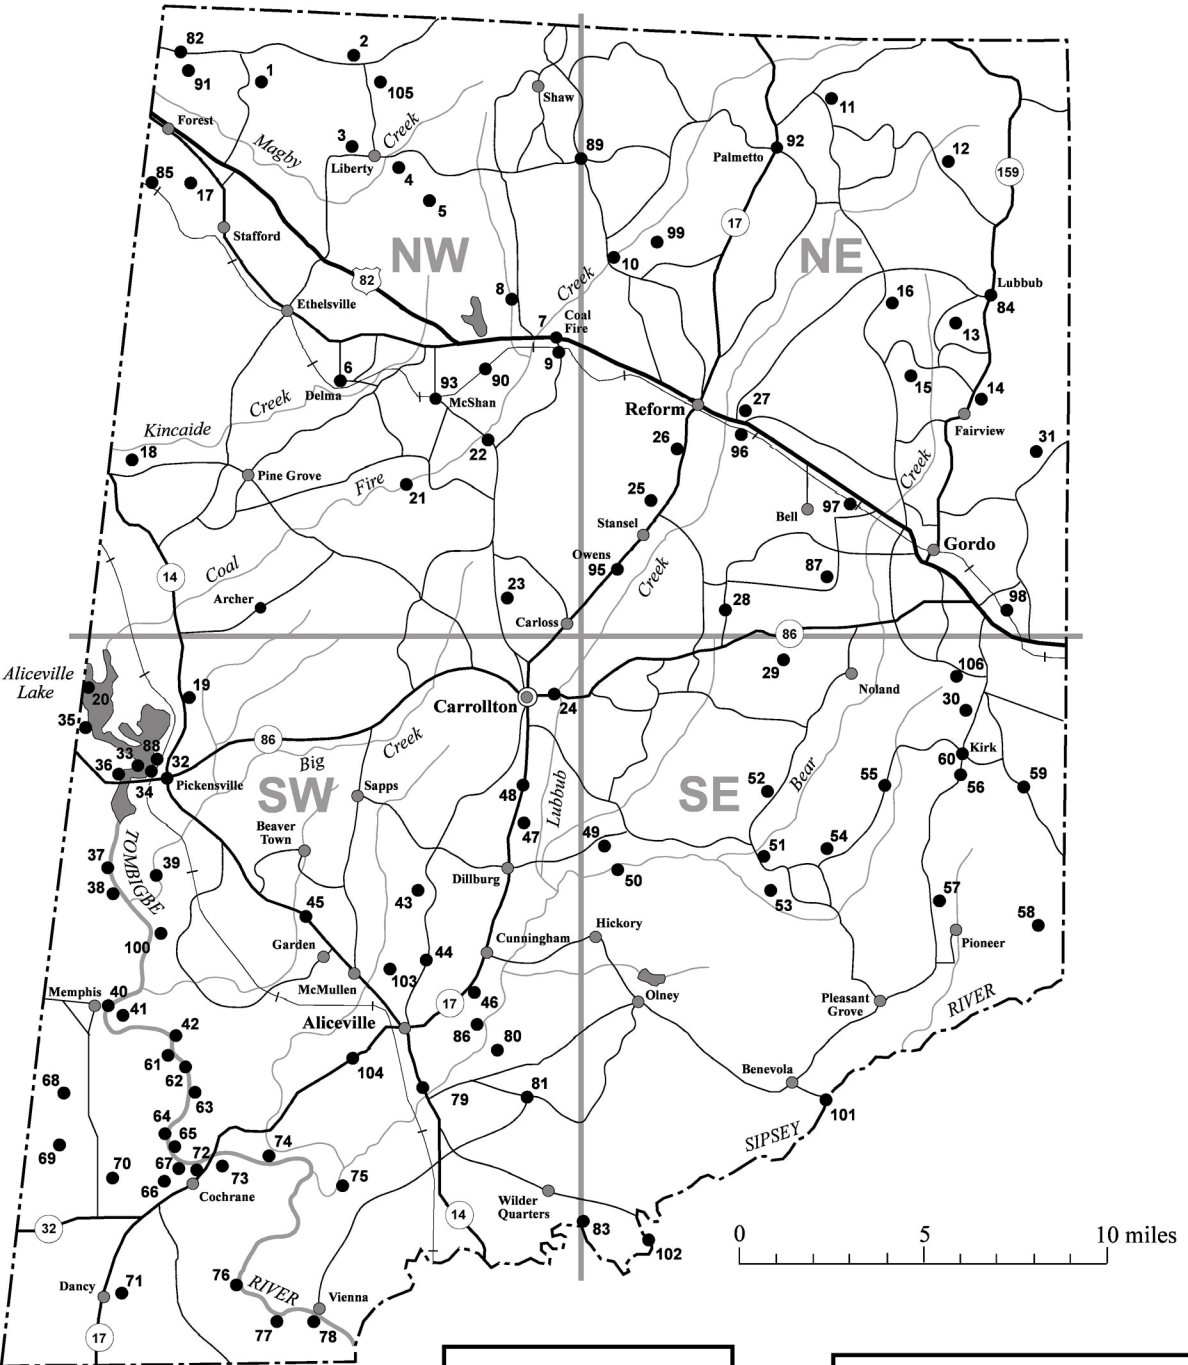 82
2
91
1
105
Shaw
11
Forest
Magby
Creek
3
Liberty
4
89
Palmetto
92
12
159
85
17
5
Stafford
NW
99
17
NE
10
82
Creek
8
16
Lubbub
84
Ethelsville
7
Coal
Fire
13
9
6
Delma
93
McShan
90
15
14
Creek
Reform
27
Fairview
Kincaide
26
96
31
18
22
Pine Grove
Fire
21
25
Creek
Stansel
97
Bell
Gordo
Owens
95
87
Coal
14
23
Creek
Archer
28
98
Carloss
86
Aliceville
Lake
20
19
29
106
Noland
35
Carrollton
24
30
33
88
32
86
Big
Creek
Kirk
60
36
34
Pickensville
SW
Sapps
48
Lubbub
SE
52
Bear
55
56
59
Beaver
Town
47
49
51
54
TOMBIGBE
37
39
Dillburg
50
38
43
53
57
45
58
100
Garden
44
Cunningham
Hickory
Pioneer
103
McMullen
Memphis
40
41
17
46
Olney
Pleasant
Grove
RIVER
42
Aliceville
86
80
61
62
104
68
63
79
81
Benevola
101
64
65
SIPSEY
69
67
72
74
70
66
73
75
Cochrane
Wilder
Quarters
32
14
83
102
0
5
10 miles
76
RIVER
Dancy
71
Vienna
17
77
78